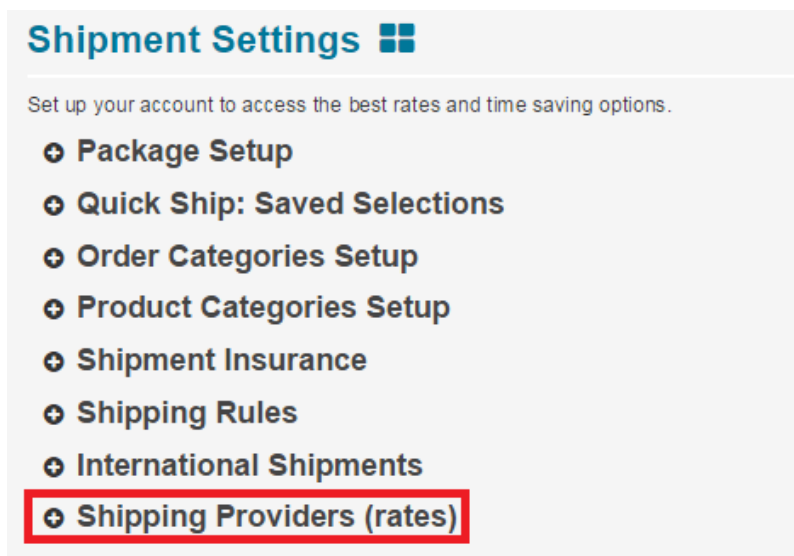 Shipment Settings
Set up your account to access the best rates and time saving options.
Package Setup
Quick Ship: Saved Selections
Order Categories Setup
Product Categories Setup
Shipment Insurance
Shipping Rules
International Shipments
Shipping Providers (rates)